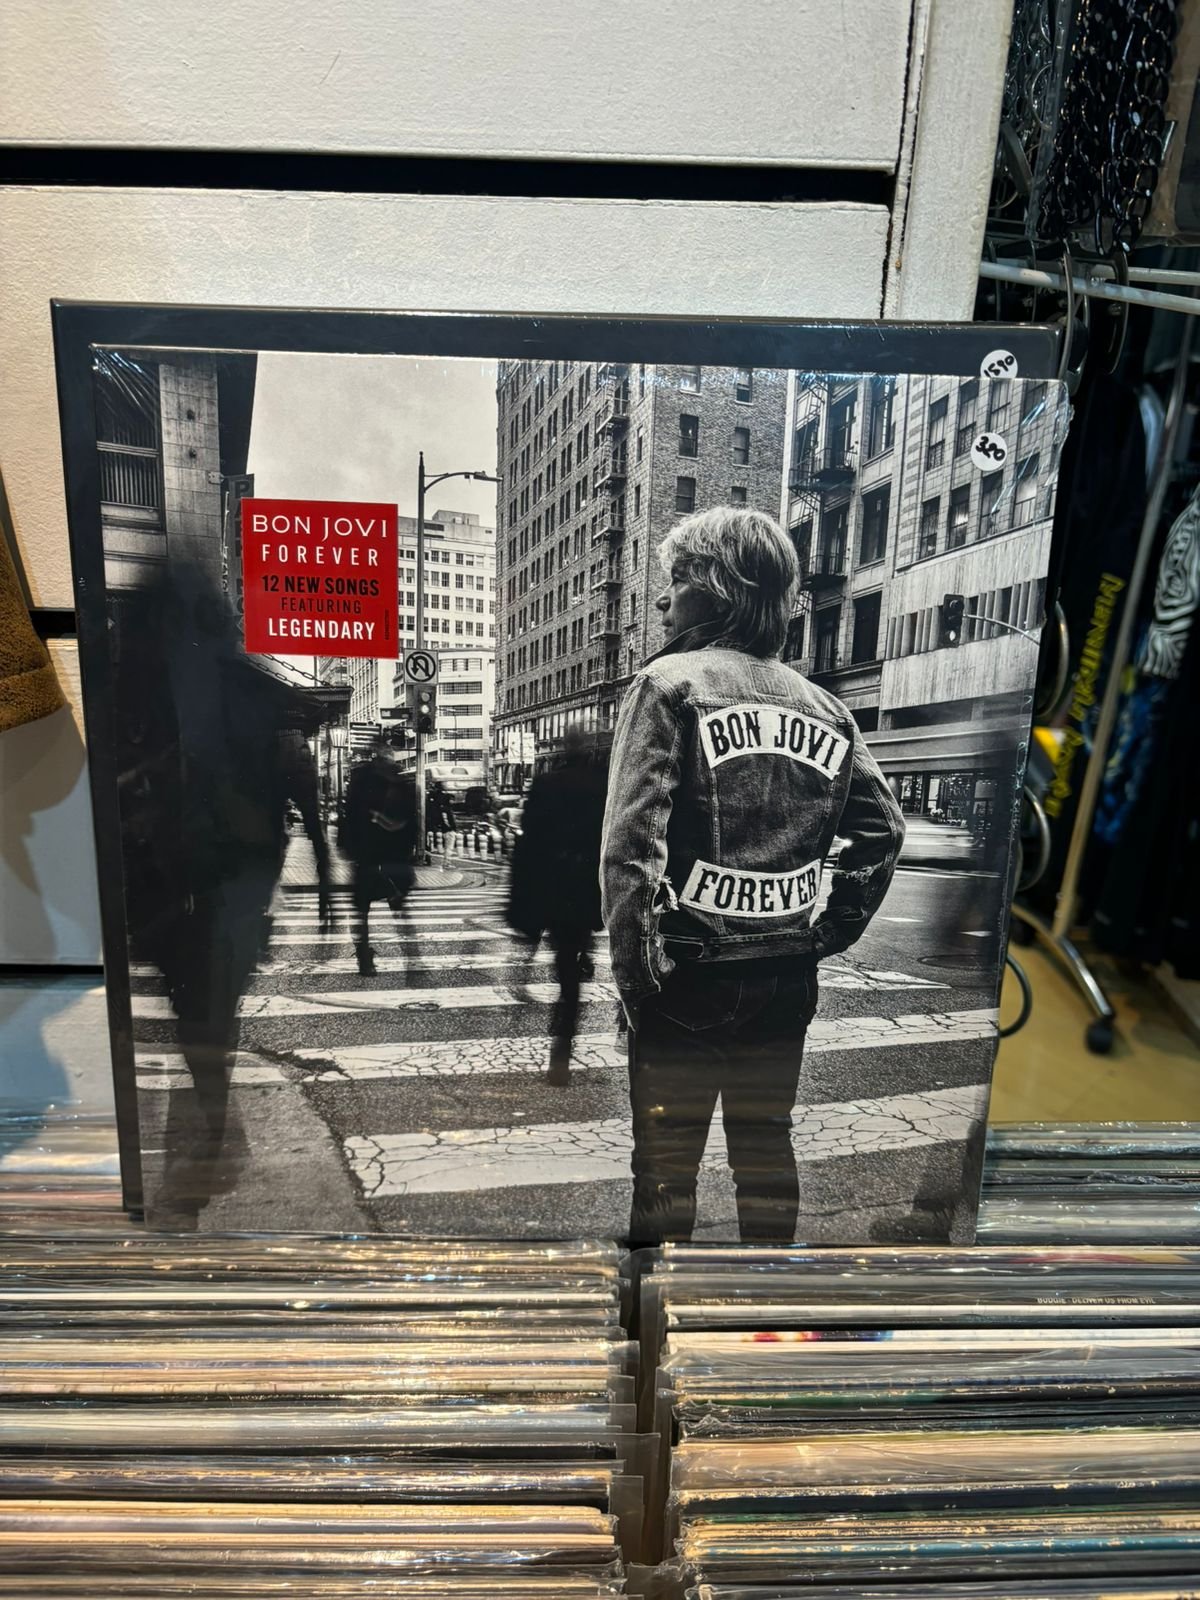 1590
320
BON JOVI
FOREVER
12 NEW SONGS
FEATURING
LEGENDARY
BON JOVI
FOREVER
BUDGIE - DELIVER US FROM EVIL